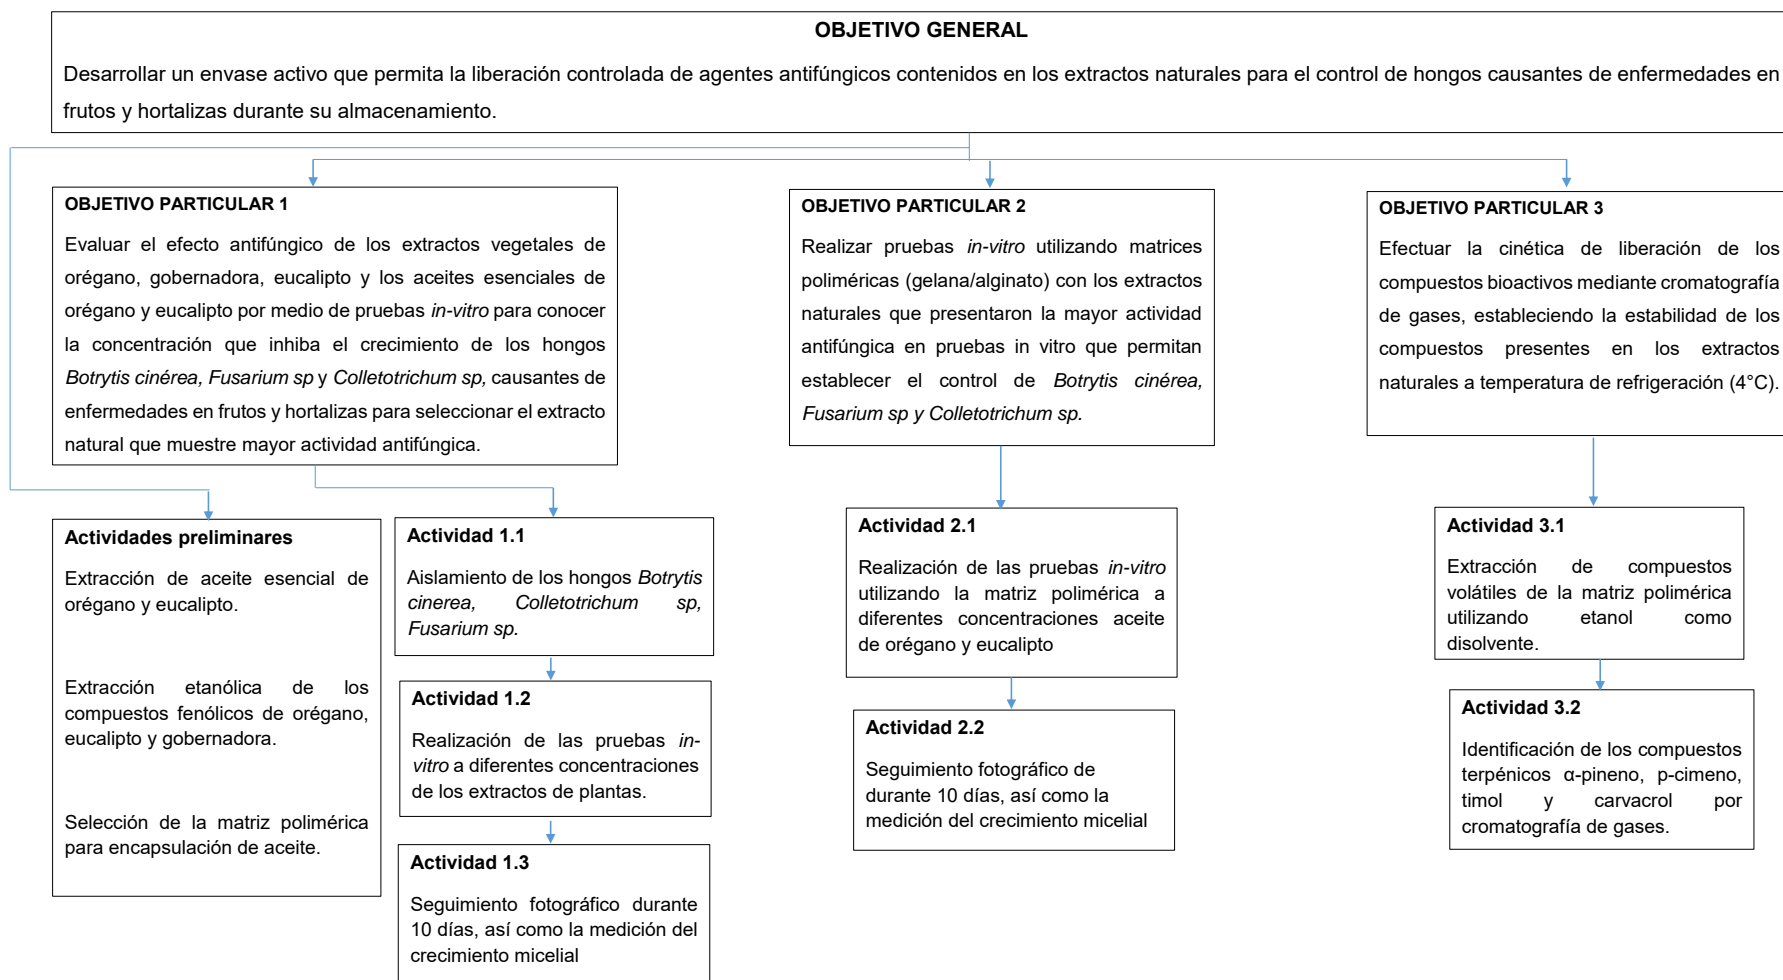 OBJETIVO GENERAL
Desarrollar un envase activo que permita la liberación controlada de agentes antifúngicos contenidos en los extractos naturales para el control de hongos causantes de enfermedades en
frutos y hortalizas durante su almacenamiento.
OBJETIVO PARTICULAR 1
Evaluar el efecto antifúngico de los extractos vegetales de
orégano, gobernadora, eucalipto y los aceites esenciales de
orégano y eucalipto por medio de pruebas in-vitro para conocer
la concentración que inhiba el crecimiento de los hongos
Botrytis cinérea, Fusarium sp y Colletotrichum sp, causantes de
enfermedades en frutos y hortalizas para seleccionar el extracto
natural que muestre mayor actividad antifúngica.
OBJETIVO PARTICULAR 2
Realizar pruebas in-vitro utilizando matrices
poliméricas (gelana/alginato) con los extractos
naturales que presentaron la mayor actividad
antifúngica en pruebas in vitro que permitan
establecer el control de Botrytis cinérea,
Fusarium sp y Colletotrichum sp.
OBJETIVO PARTICULAR 3
Efectuar la cinética de liberación de los
compuestos bioactivos mediante cromatografía
de gases, estableciendo la estabilidad de los
compuestos presentes en los extractos
naturales a temperatura de refrigeración (4°C).
Actividades preliminares
Extracción de aceite esencial de
orégano y eucalipto.
Extracción etanólica de los
compuestos fenólicos de orégano,
eucalipto y gobernadora.
Selección de la matriz polimérica
para encapsulación de aceite.
Actividad 1.1
Aislamiento de los hongos Botrytis
cinerea, Colletotrichum sp,
Fusarium sp.
Actividad 1.2
Realización de las pruebas in-
vitro a diferentes concentraciones
de los extractos de plantas.
Actividad 1.3
Seguimiento fotográfico durante
10 días, así como la medición del
crecimiento micelial
Actividad 2.1
Realización de las pruebas in-vitro
utilizando la matriz polimérica a
diferentes concentraciones aceite
de orégano y eucalipto
Actividad 2.2
Seguimiento fotográfico de
durante 10 días, así como la
medición del crecimiento micelial
Actividad 3.1
Extracción de compuestos
volátiles de la matriz polimérica
utilizando etanol como
disolvente.
Actividad 3.2
Identificación de los compuestos
terpénicos α-pineno, p-cimeno,
timol y carvacrol por
cromatografía de gases.